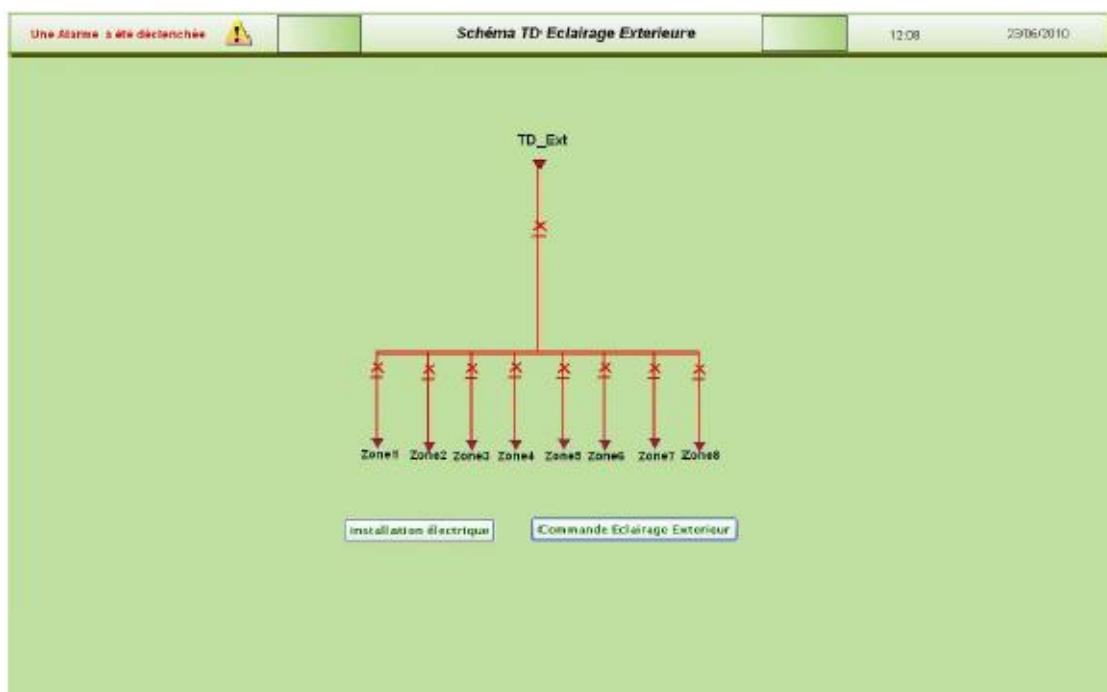 Une Alarme a été déclenchée
Schéma TD Eclairage Exterieure
12:08
23/06/2010
TD_Ext
Zone1 Zone2 Zone3 Zone4 Zone5 Zone6 Zone7 Zone8
Installation électrique
Commande Eclairage Exterieur